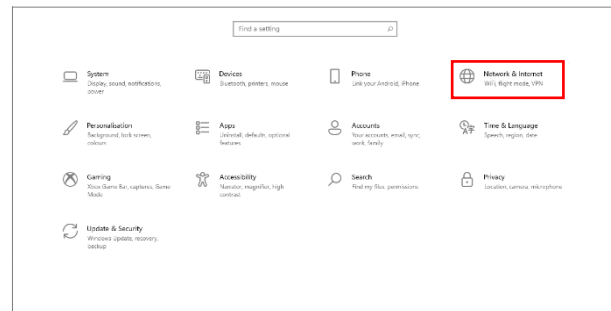 Find a setting
System
Display, sound, notifications,
power
Devices
Bluetooth, printers, mouse
Phone
Link your Android, iPhone
Network & Internet
WiFi, flight mode, VPN
Personalisation
Background, lock screen,
colours
Apps
Uninstall, defaults, optional
features
Accounts
Your accounts, email, sync,
work, family
Time & Language
Speech, region, date
Gaming
Xbox Game Bar, captures, Game
Mode
Accessibility
Narrator, magnifier, high
contrast
Search
Find my files, permissions
Privacy
Location, camera, microphone
Update & Security
Windows Update, recovery,
backup